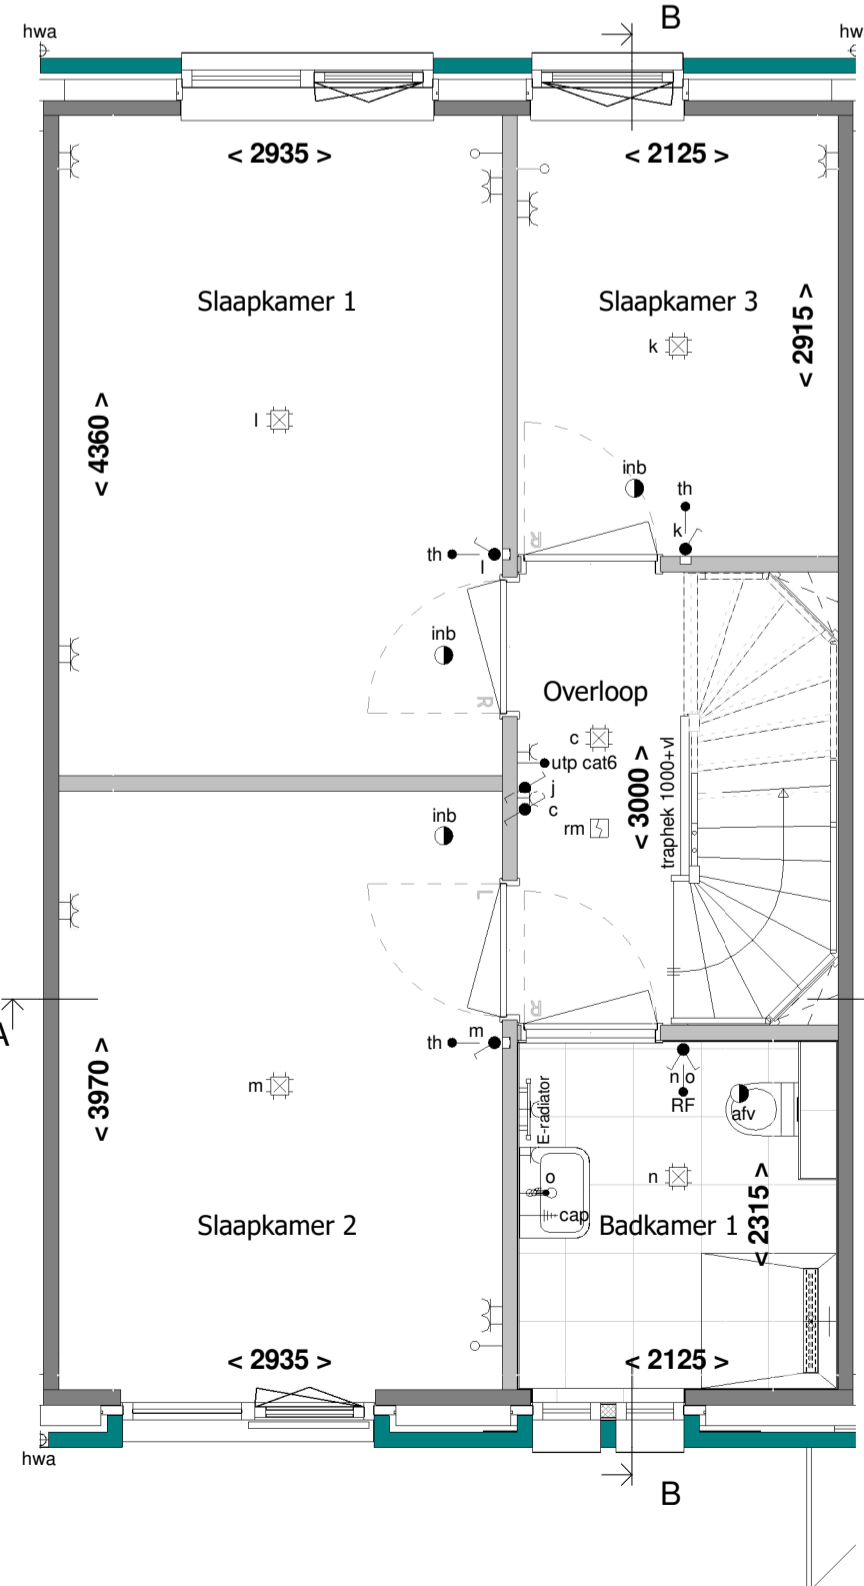 B
hwa
hw
< 2935 >
< 2125 >
Slaapkamer 1
Slaapkamer 3
< 2915 >
k
< 4360 >
l
inb
th
k
R
th
l
inb
R
Overloop
c
utp cat6
j
c
< 3000 >
traphek 1000+vl
rm
inb
L
R
A
th
m
< 3970 >
m
n o
RF
afv
E-radiator
o
n
cap
Badkamer 1
< 2315 >
Slaapkamer 2
< 2935 >
< 2125 >
hwa
B